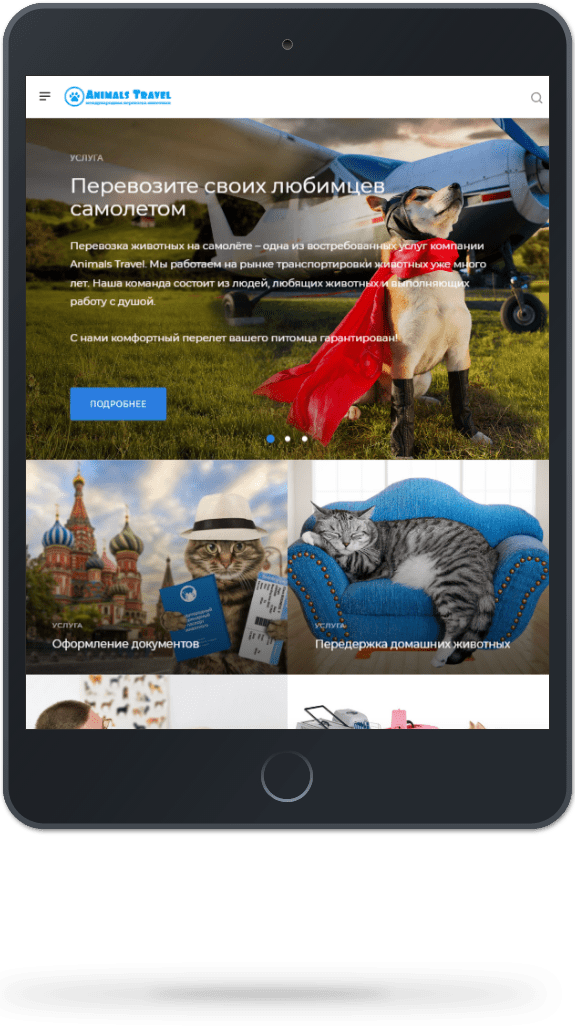 ANIMALS TRAVEL
УСЛУГА
Перевозите своих любимцев
самолетом
Перевозка животных на самолёте – одна из востребованных услуг компании
Animals Travel. Мы работаем на рынке транспортировки животных уже много
лет. Наша команда состоит из людей, любящих животных и выполняющих
работу с душой.
С нами комфортный перелет вашего питомца гарантирован!
ПОДРОБНЕЕ
УСЛУГА
Оформление документов
УСЛУГА
Передержка домашних животных